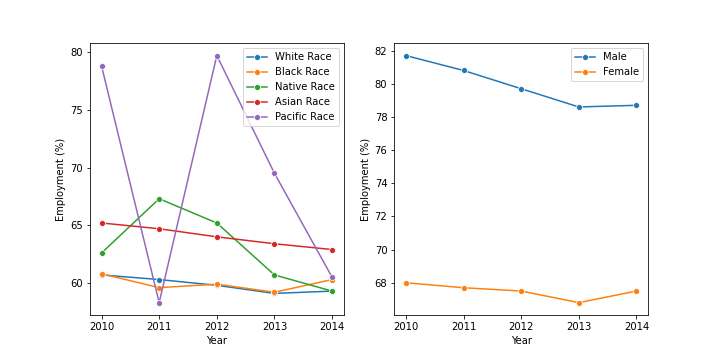 White Race
Black Race
Native Race
Asian Race
Pacific Race
80
75
70
65
60
Employment (%)
2010 2011 2012 2013 2014
Year
Male
Female
82
80
78
76
74
72
70
68
Employment (%)
2010 2011 2012 2013 2014
Year